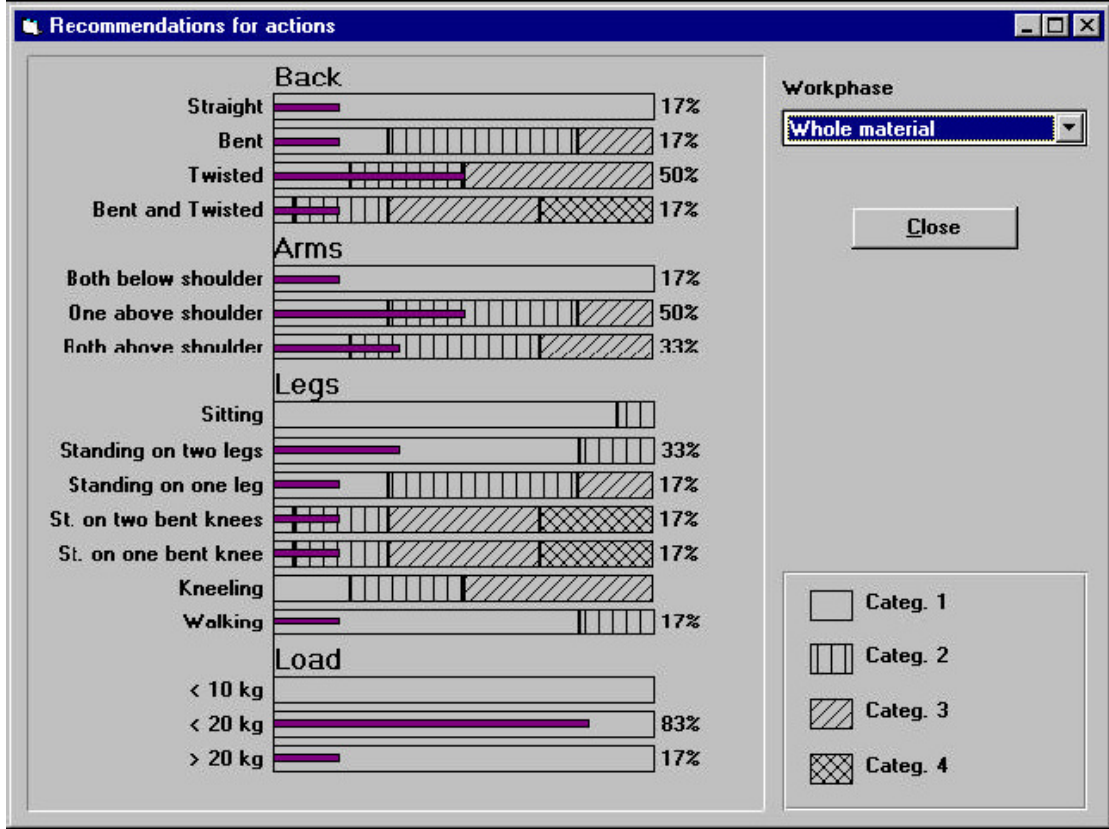 Recommendations for actions
Back
Straight 17%
Bent 17%
Twisted 50%
Bent and Twisted 17%
Arms
Both below shoulder 17%
One above shoulder 50%
Both above shoulder 33%
Legs
Sitting
Standing on two legs 33%
Standing on one leg 17%
St. on two bent knees 17%
St. on one bent knee 17%
Kneeling
Walking 17%
Load
< 10 kg
< 20 kg 83%
> 20 kg 17%
Workphase
Whole material
Close
Categ. 1
Categ. 2
Categ. 3
Categ. 4